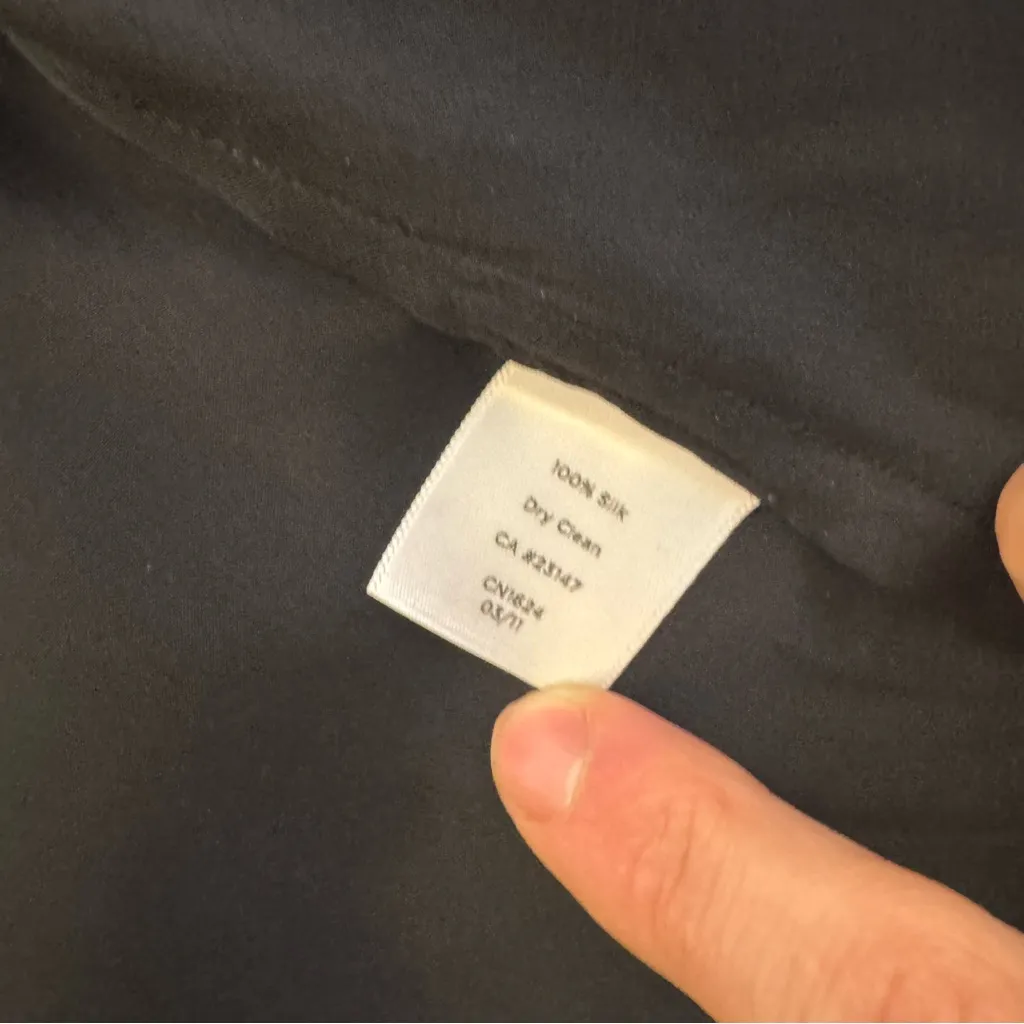 100% Silk
Dry Clean
CA #23147
CN1624
03/11